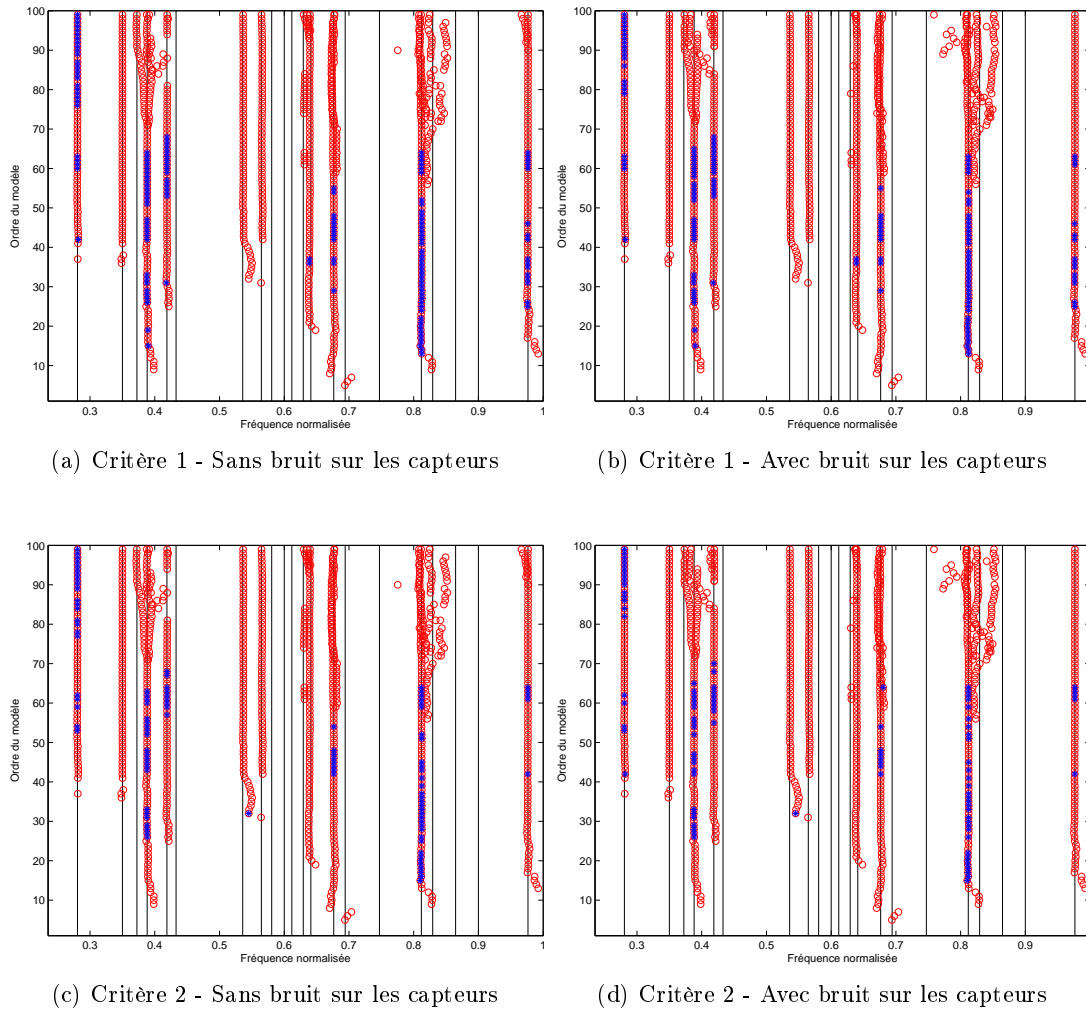 100
90
80
70
60
50
40
30
20
10
Ordre du modèle
0.3 0.4 0.5 0.6 0.7 0.8 0.9 1
Fréquence normalisée
(a) Critère 1 - Sans bruit sur les capteurs
100
90
80
70
60
50
40
30
20
10
Ordre du modèle
0.3 0.4 0.5 0.6 0.7 0.8 0.9
Fréquence normalisée
(b) Critère 1 - Avec bruit sur les capteurs
100
90
80
70
60
50
40
30
20
10
Ordre du modèle
0.3 0.4 0.5 0.6 0.7 0.8 0.9 1
Fréquence normalisée
(c) Critère 2 - Sans bruit sur les capteurs
100
90
80
70
60
50
40
30
20
10
Ordre du modèle
0.3 0.4 0.5 0.6 0.7 0.8 0.9
Fréquence normalisée
(d) Critère 2 - Avec bruit sur les capteurs